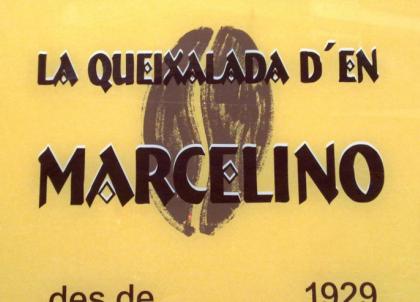 LA QUEIXALADA D´EN
MARCELINO
des de 1929